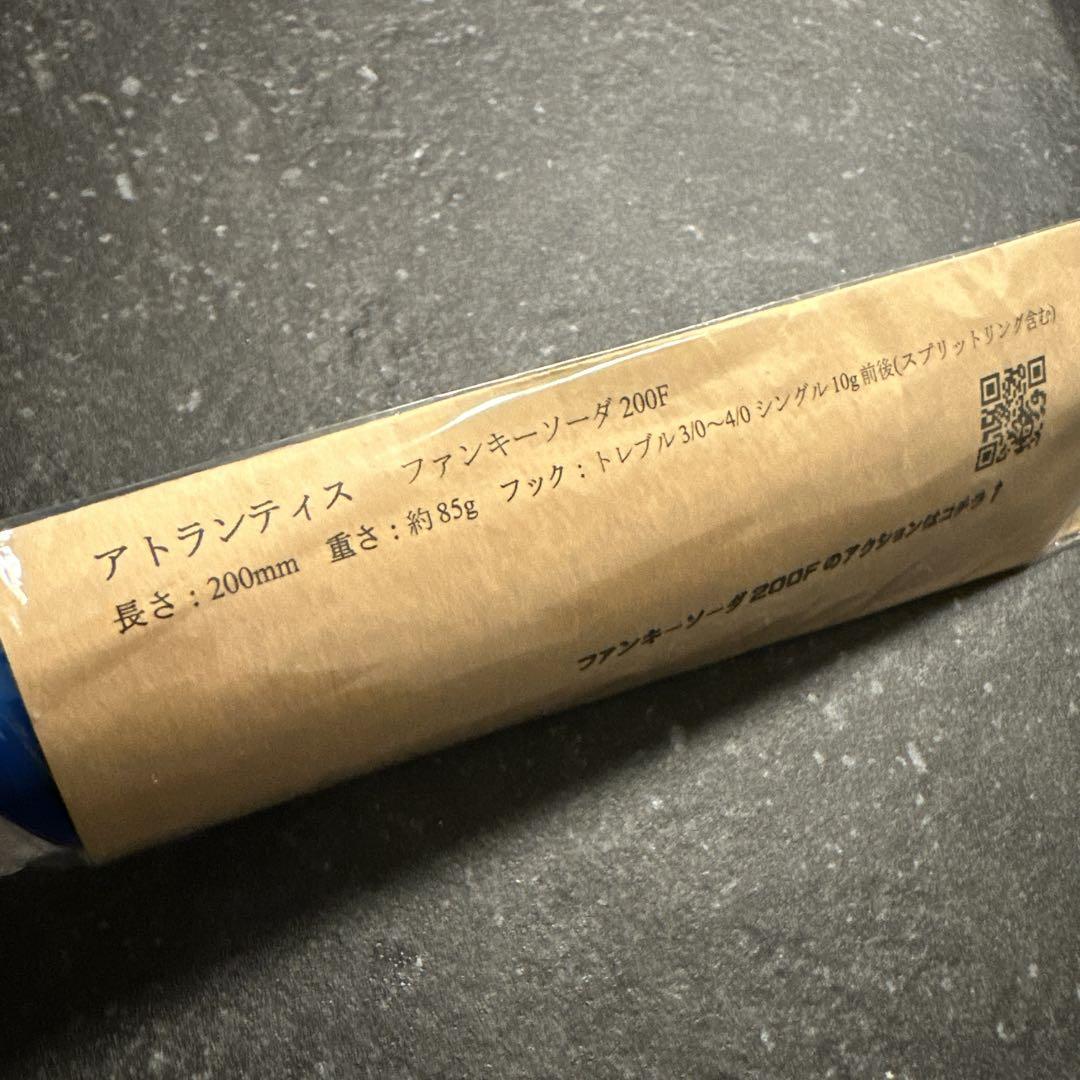 アトランティス　ファンキーソーダ 200F
長さ：200mm　重さ：約 85g　フック：トレブル 3/0〜4/0 シングル 10g 前後(スプリットリング含む)
ファンキーソーダ 200F のアクションはコチラ↑